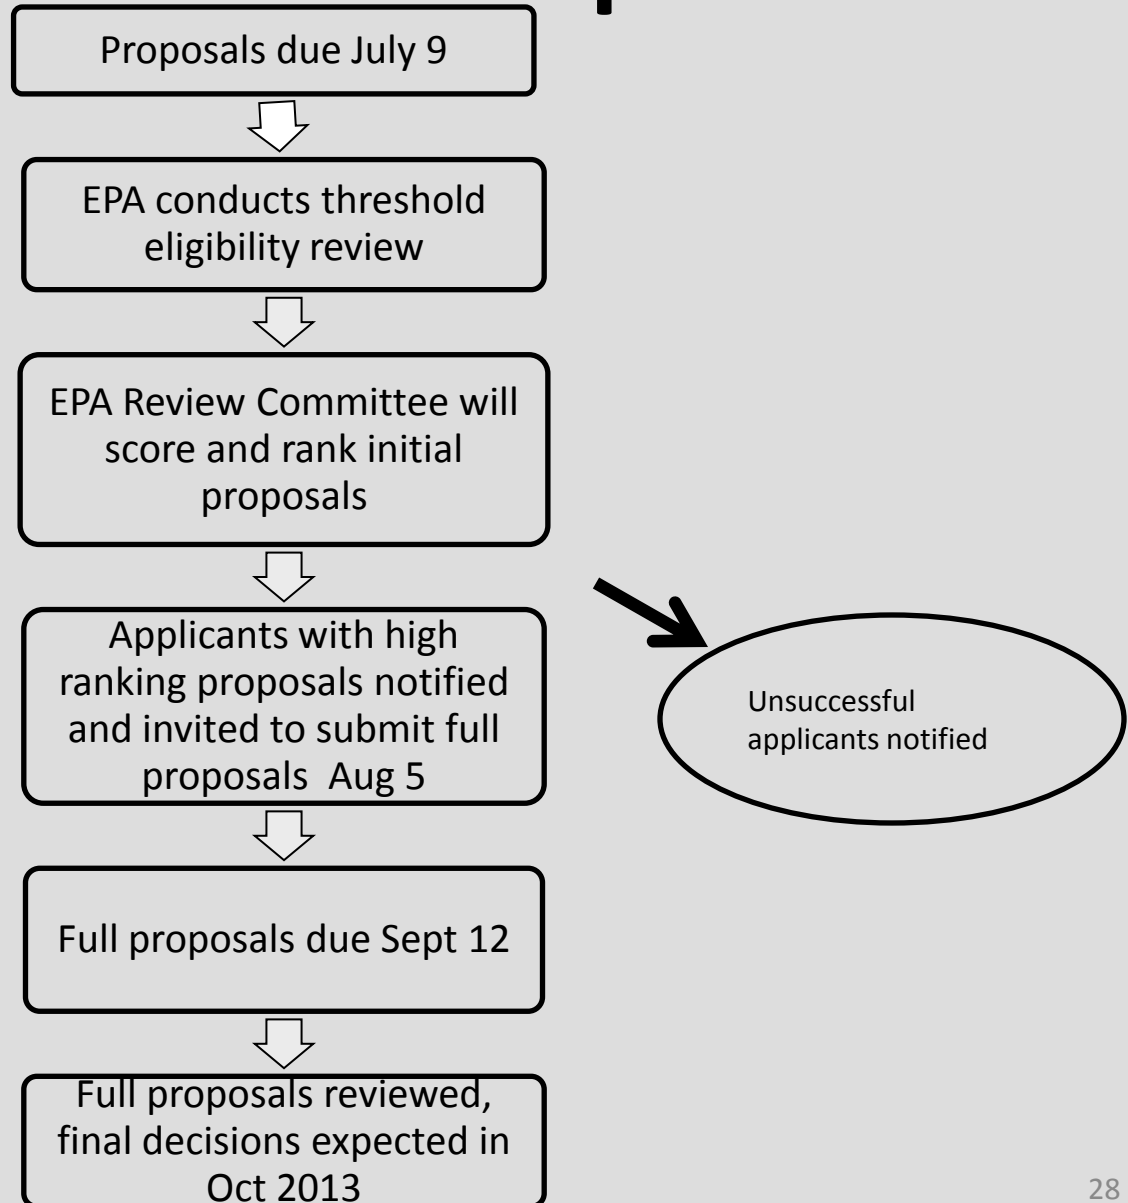 Proposals due July 9
EPA conducts threshold
eligibility review
EPA Review Committee will
score and rank initial
proposals
Applicants with high
ranking proposals notified
and invited to submit full
proposals  Aug 5
Unsuccessful
applicants notified
Full proposals due Sept 12
Full proposals reviewed,
final decisions expected in
Oct 2013
28